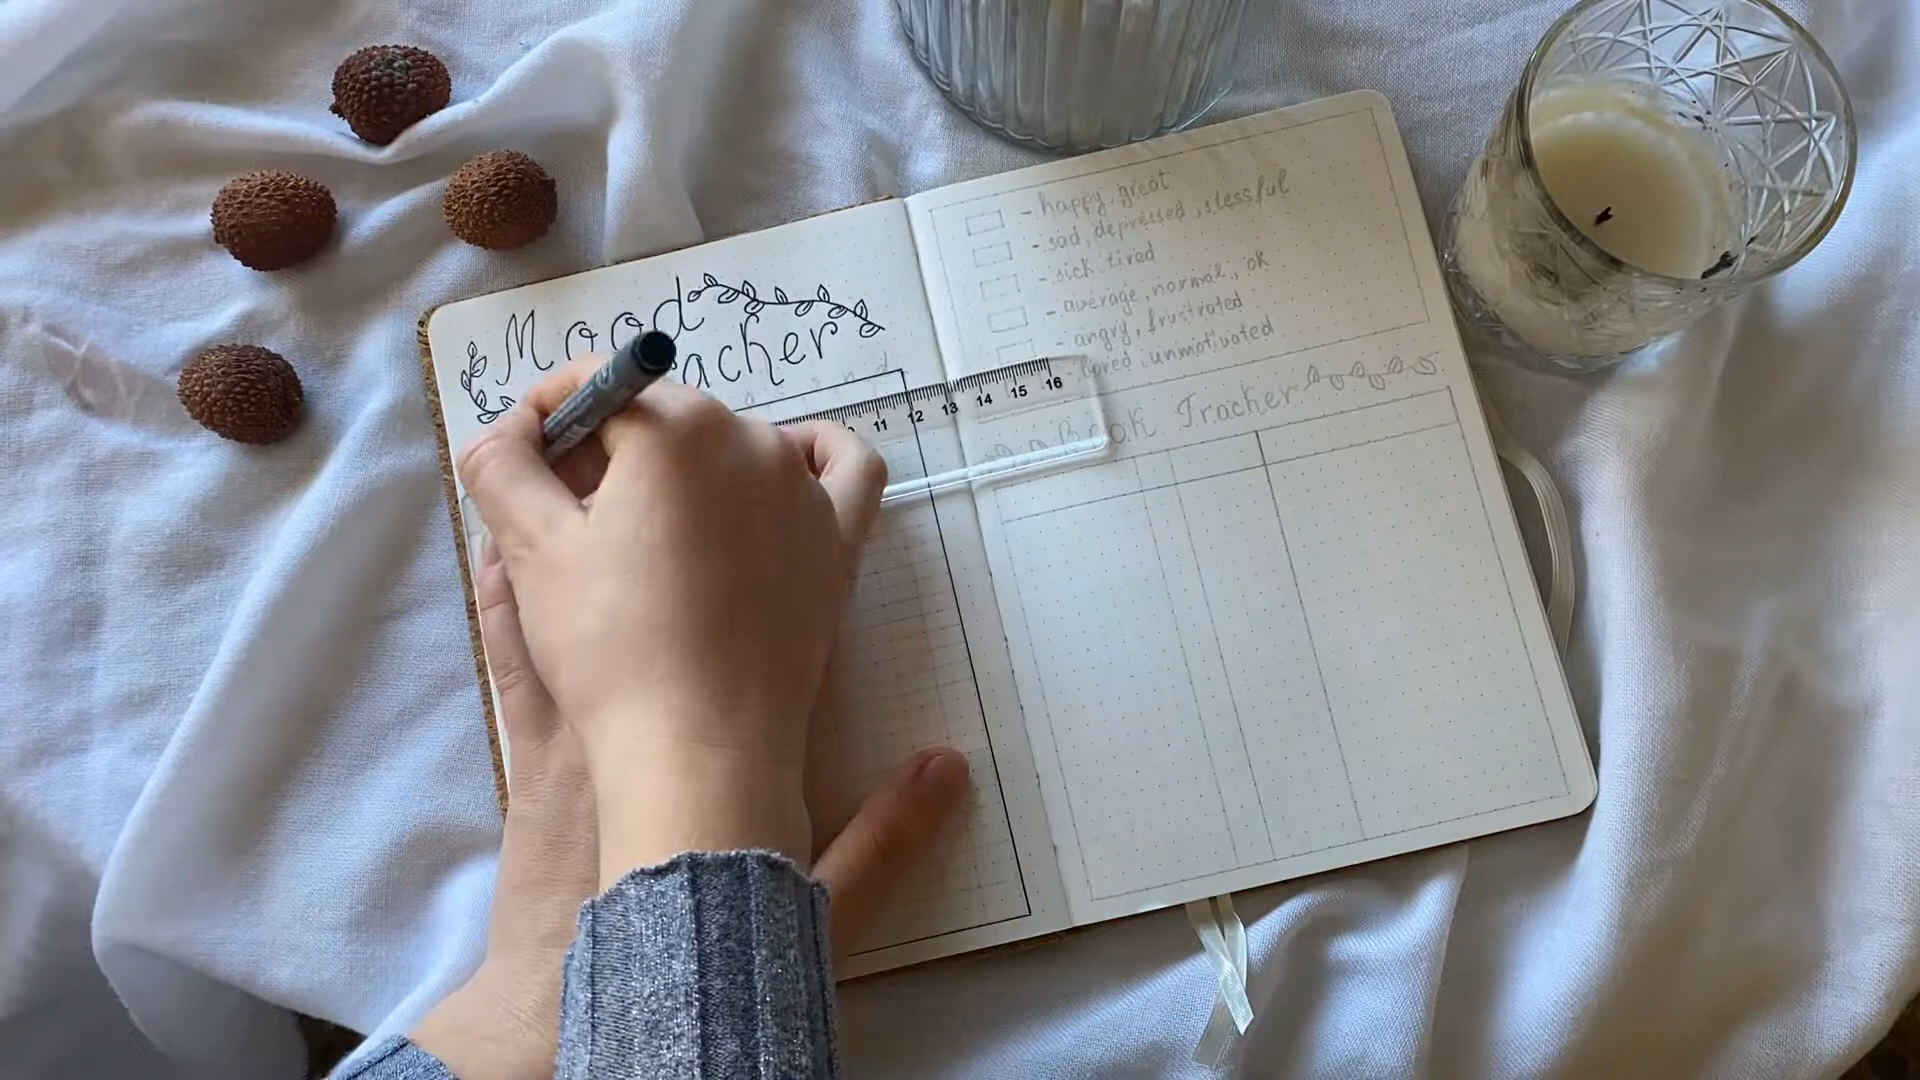 Mood
acher
- happy, great
- sad, depressed, stessful
- sick, tired
- average, normal, ok
- angry, frustrated
- bored, unmotivated
11 12 13 14 15 16
Book Tracker